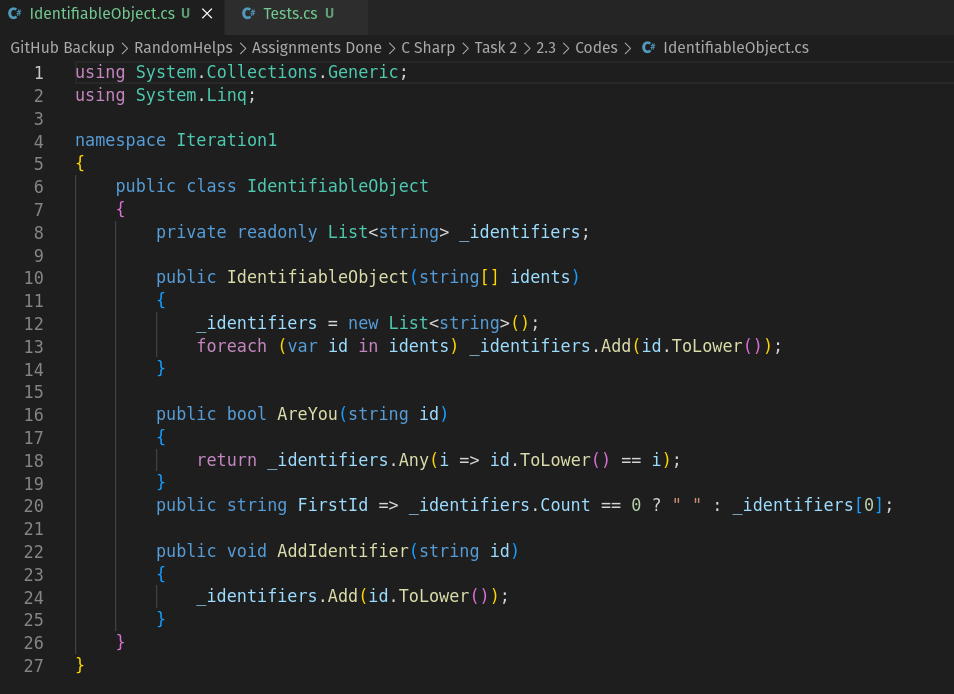 C# IdentifiableObject.cs U × C# Tests.cs U
GitHub Backup > RandomHelps > Assignments Done > C Sharp > Task 2 > 2.3 > Codes > C# IdentifiableObject.cs
1 using System.Collections.Generic;
2 using System.Linq;
3
4 namespace Iteration1
5 {
6     public class IdentifiableObject
7     {
8         private readonly List<string> _identifiers;
9
10         public IdentifiableObject(string[] idents)
11         {
12             _identifiers = new List<string>();
13             foreach (var id in idents) _identifiers.Add(id.ToLower());
14         }
15
16         public bool AreYou(string id)
17         {
18             return _identifiers.Any(i => id.ToLower() == i);
19         }
20         public string FirstId => _identifiers.Count == 0 ? " " : _identifiers[0];
21
22         public void AddIdentifier(string id)
23         {
24             _identifiers.Add(id.ToLower());
25         }
26     }
27 }